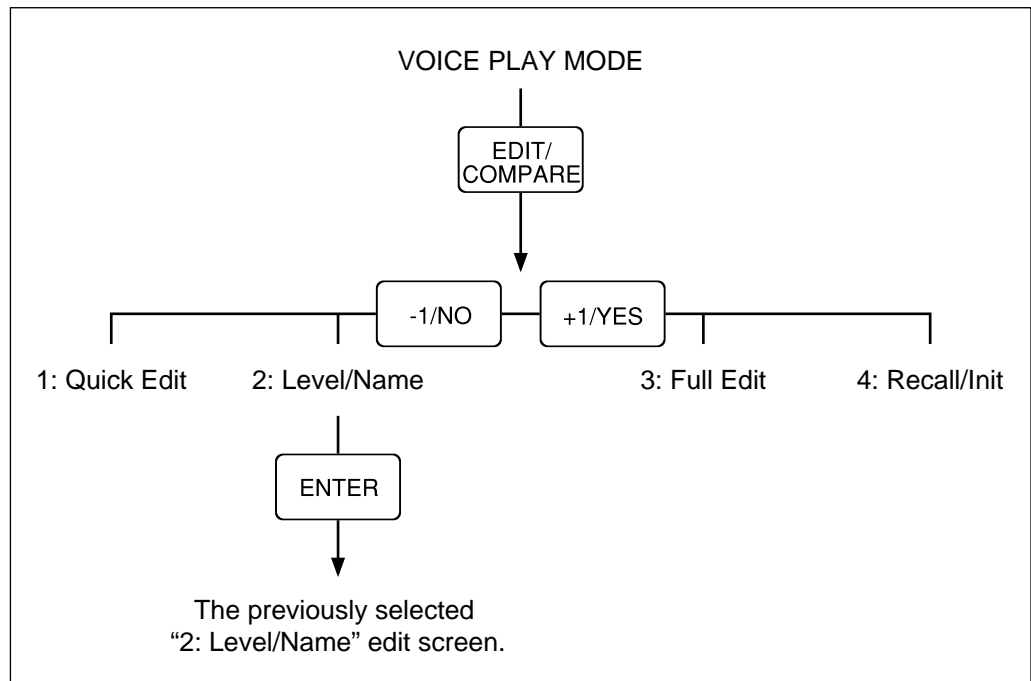 VOICE PLAY MODE
EDIT/
COMPARE
-1/NO
+1/YES
1: Quick Edit
2: Level/Name
3: Full Edit
4: Recall/Init
ENTER
The previously selected
“2: Level/Name” edit screen.